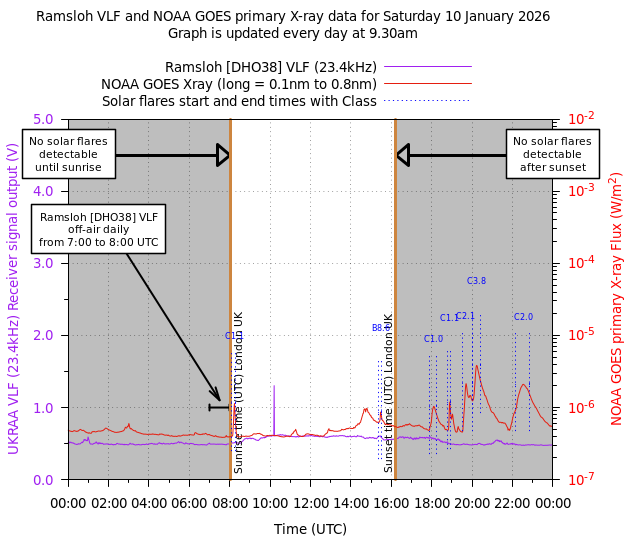 Ramsloh VLF and NOAA GOES primary X-ray data for Saturday 10 January 2026
Graph is updated every day at 9.30am
Ramsloh [DHO38] VLF (23.4kHz)
NOAA GOES Xray (long = 0.1nm to 0.8nm)
Solar flares start and end times with Class
5.0
4.0
3.0
2.0
1.0
0.0
UKRAA VLF (23.4kHz) Receiver signal output (V)
10-2
10-3
10-4
10-5
10-6
10-7
NOAA GOES primary X-ray Flux (W/m2)
No solar flares
detectable
until sunrise
No solar flares
detectable
after sunset
Ramsloh [DHO38] VLF
off-air daily
from 7:00 to 8:00 UTC
Sunrise time (UTC) London UK
Sunset time (UTC) London UK
C1.0
C1.1
C2.1
C3.8
C2.0
00:00 02:00 04:00 06:00 08:00 10:00 12:00 14:00 16:00 18:00 20:00 22:00 00:00
Time (UTC)